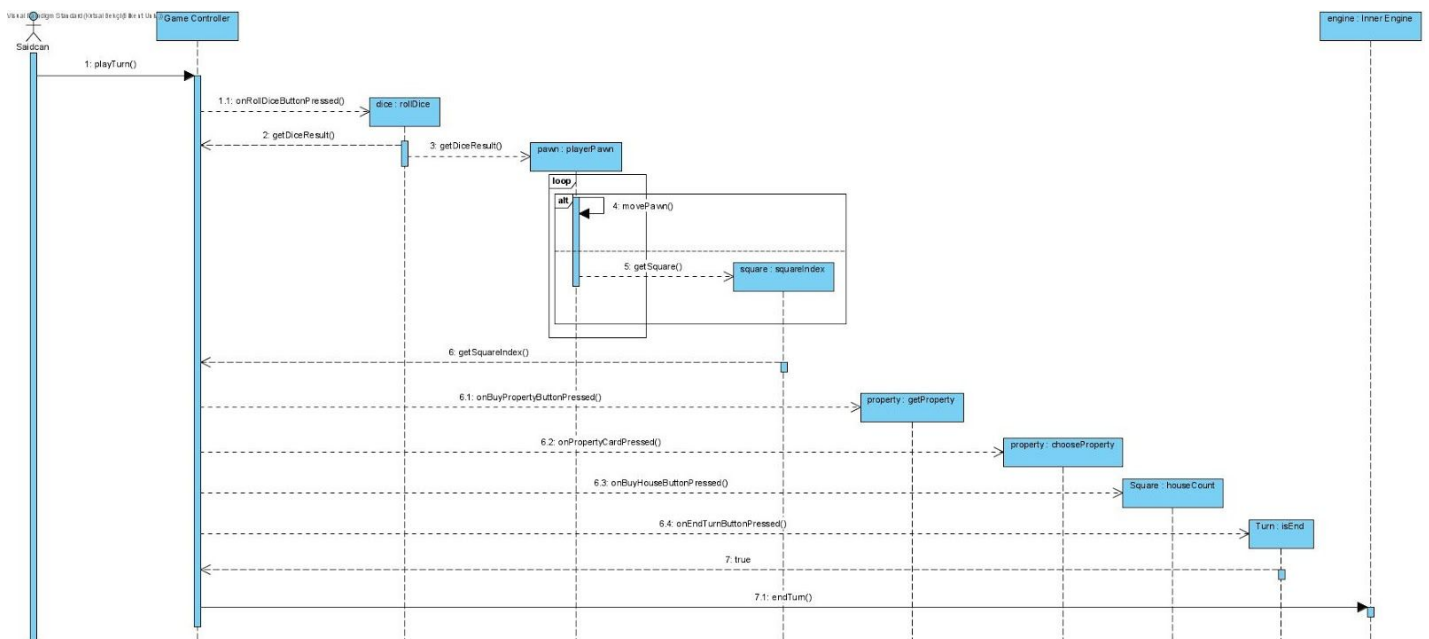 Saidcan
Game Controller
engine : Inner Engine
1: playTurn()
1.1: onRollDiceButtonPressed()
dice : rollDice
2: getDiceResult()
3: getDiceResult()
pawn : playerPawn
loop
alt
4: movePawn()
5: getSquare()
square : squareIndex
6: getSquareIndex()
6.1: onBuyPropertyButtonPressed()
property : getProperty
6.2: onPropertyCardPressed()
property : chooseProperty
6.3: onBuyHouseButtonPressed()
Square : houseCount
6.4: onEndTurnButtonPressed()
Turn : isEnd
7: true
7.1: endTurn()